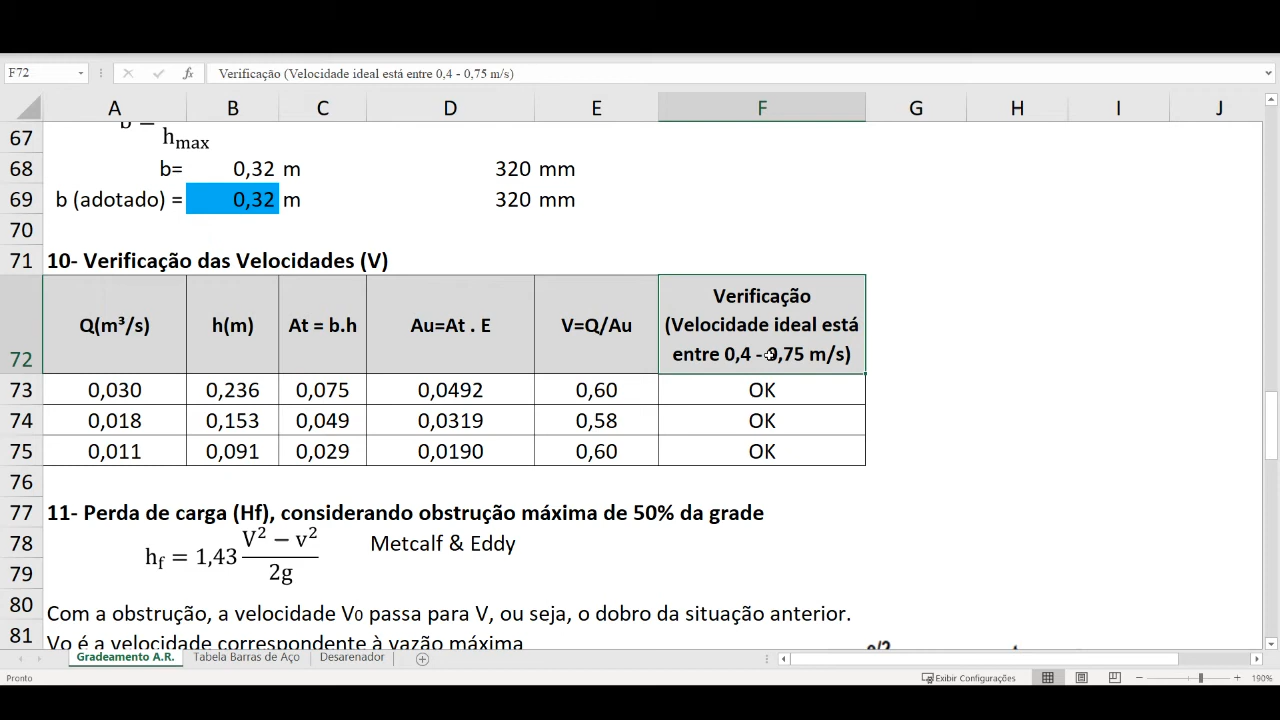 F72
Verificação (Velocidade ideal está entre 0,4 - 0,75 m/s)
A B C D E F G H I J
67 b = hmax
68 b= 0,32 m 320 mm
69 b (adotado) = 0,32 m 320 mm
70
71 10- Verificação das Velocidades (V)
72 Q(m³/s) h(m) At = b.h Au=At . E V=Q/Au Verificação
(Velocidade ideal está
entre 0,4 - 0,75 m/s)
73 0,030 0,236 0,075 0,0492 0,60 OK
74 0,018 0,153 0,049 0,0319 0,58 OK
75 0,011 0,091 0,029 0,0190 0,60 OK
76
77 11- Perda de carga (Hf), considerando obstrução máxima de 50% da grade
78 hf = 1,43 V² − v² Metcalf & Eddy
79 2g
80 Com a obstrução, a velocidade V0 passa para V, ou seja, o dobro da situação anterior.
81 Vo é a velocidade correspondente à vazão máxima
Gradeamento A.R. Tabela Barras de Aço Desarenador
Pronto Exibir Configurações 190%